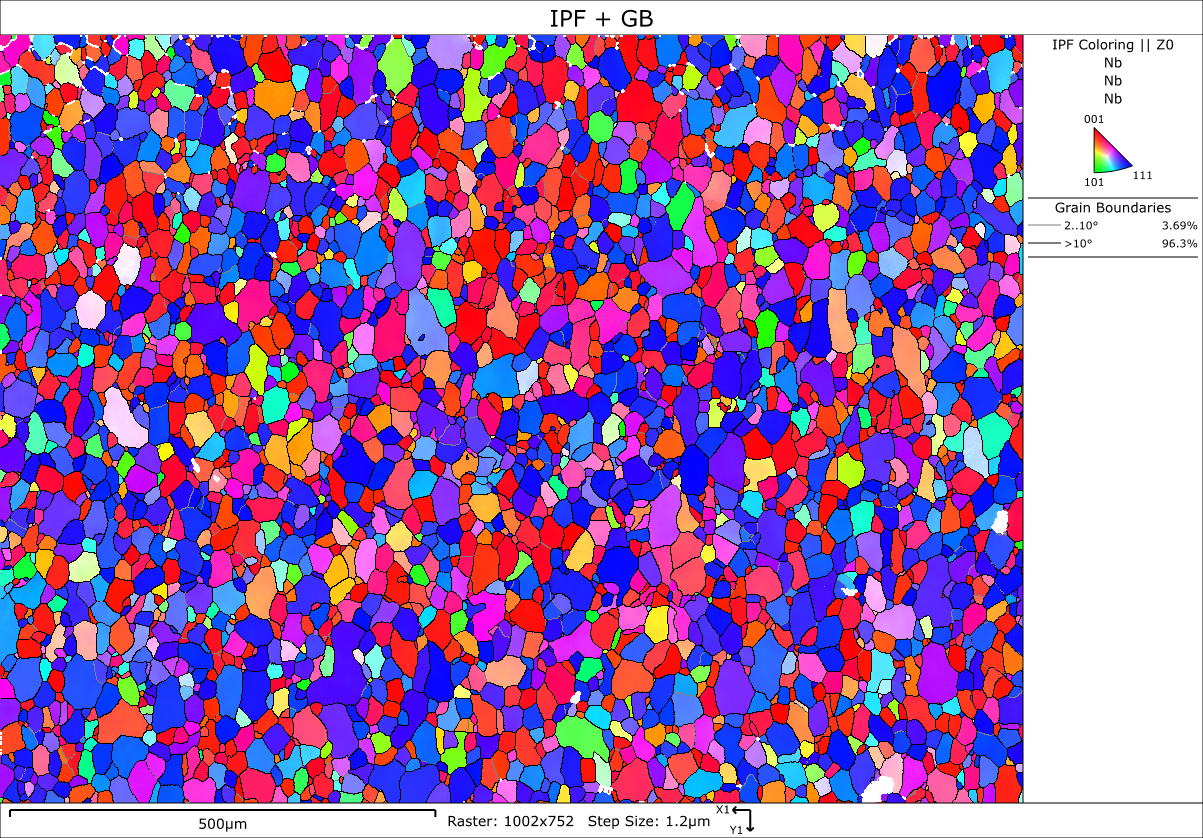 IPF + GB
IPF Coloring || Z0
Nb
Nb
Nb
001
101
111
Grain Boundaries
2..10° 3.69%
>10° 96.3%
500µm
Raster: 1002x752 Step Size: 1.2µm
X1
Y1